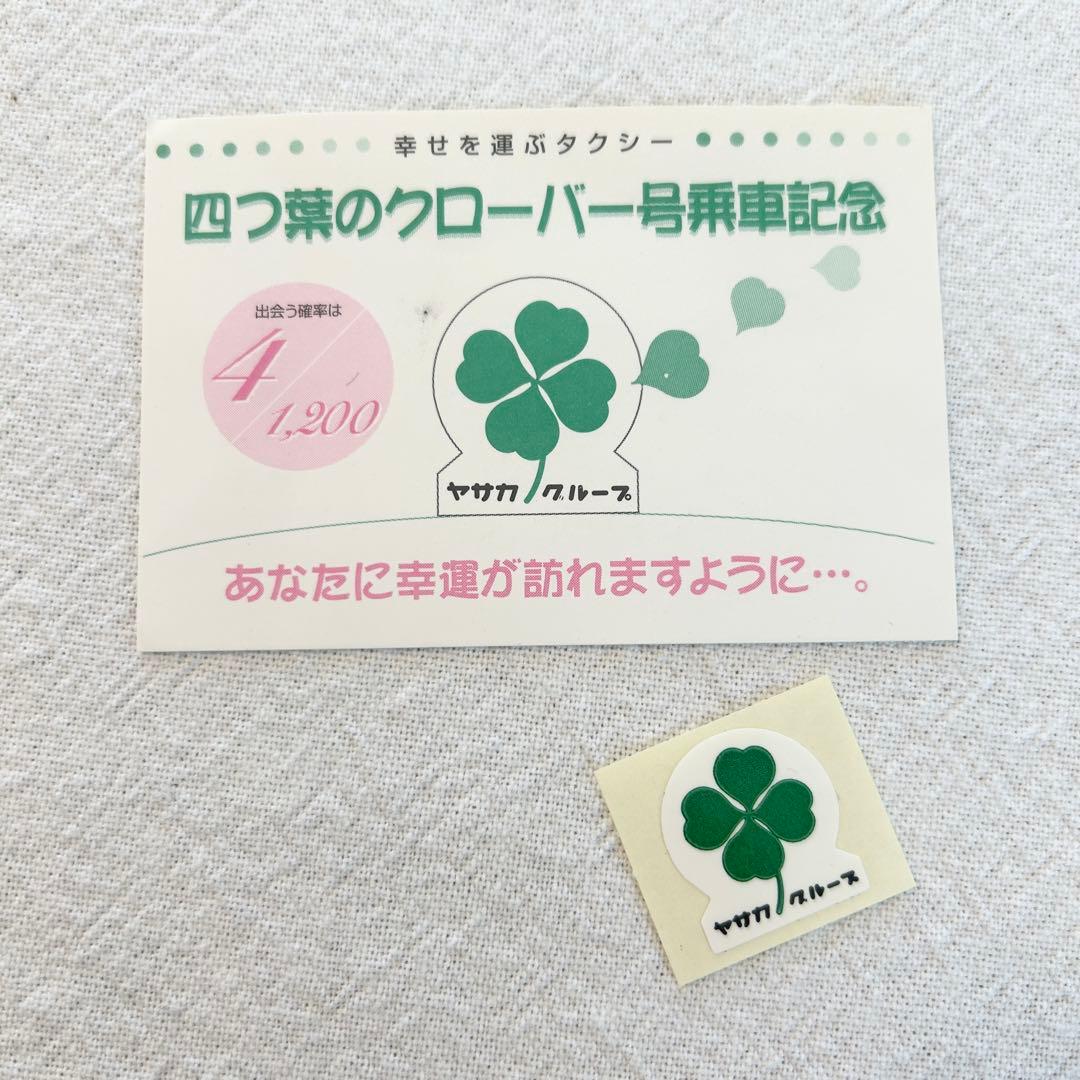 幸せを運ぶタクシー
四つ葉のクローバー号乗車記念
出会う確率は
4/1,200
ヤサカグループ
あなたに幸運が訪れますように…。
ヤサカグループ